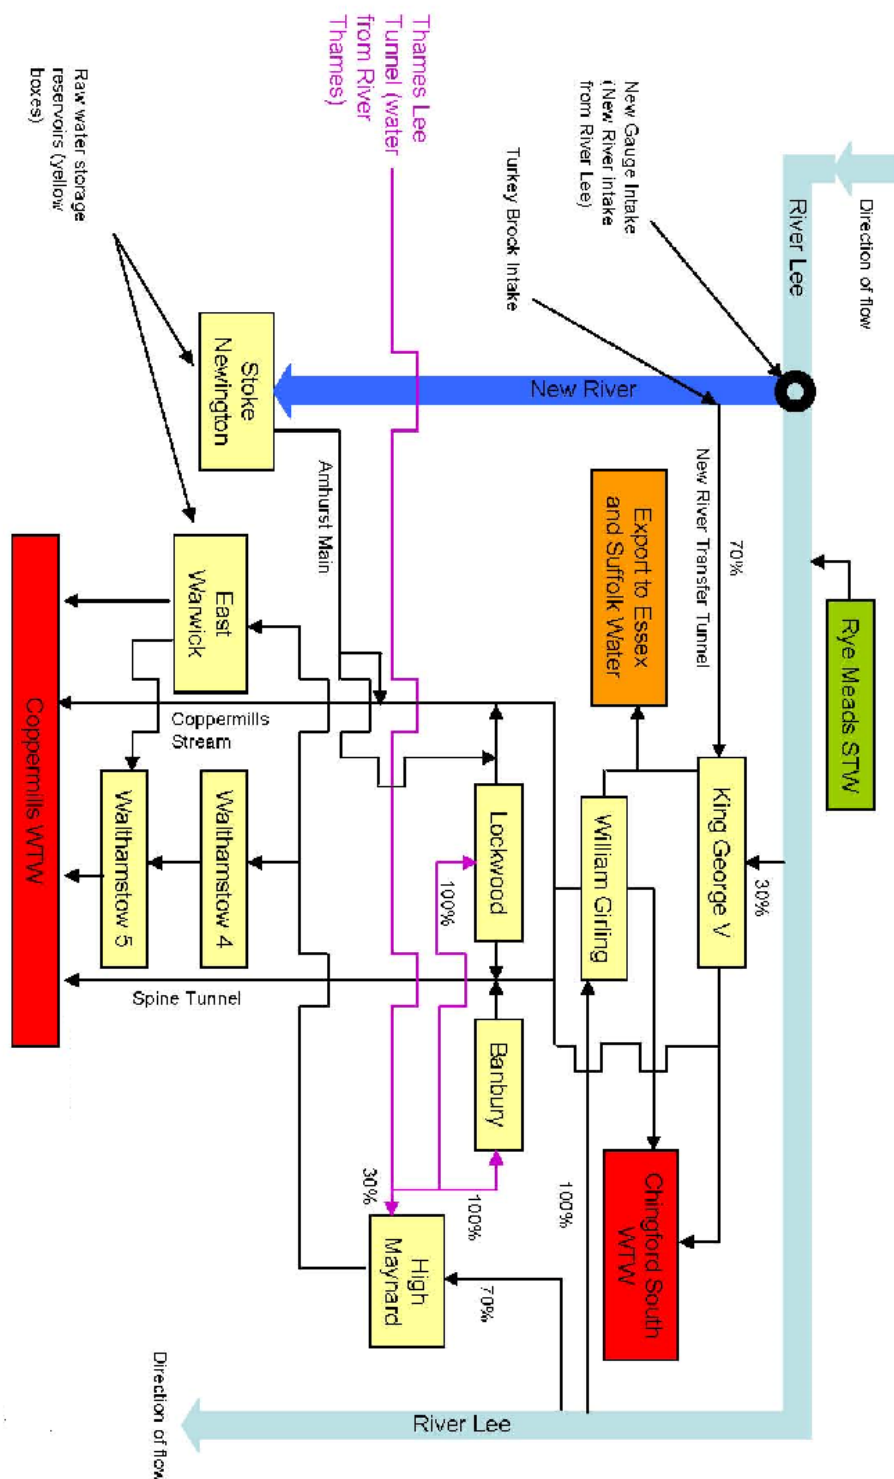 Direction of flow
River Lee
New Gauge Intake
(New River intake
from River Lee)
Turkey Brook Intake
Thames Lee
Tunnel (water
from River
Thames)
Raw water storage
reservoirs (yellow
boxes)
New River
Stoke
Newington
Rye Meads STW
70%
New River Transfer Tunnel
Export to Essex
and Suffolk Water
Amhurst Main
East
Warwick
Coppermills
Stream
Coppermills WTW
King George V
30%
William Girling
Lockwood
100%
Walthamstow 4
Walthamstow 5
Spine Tunnel
Banbury
100%
30%
High
Maynard
70%
100%
Chingford South
WTW
River Lee
Direction of flow